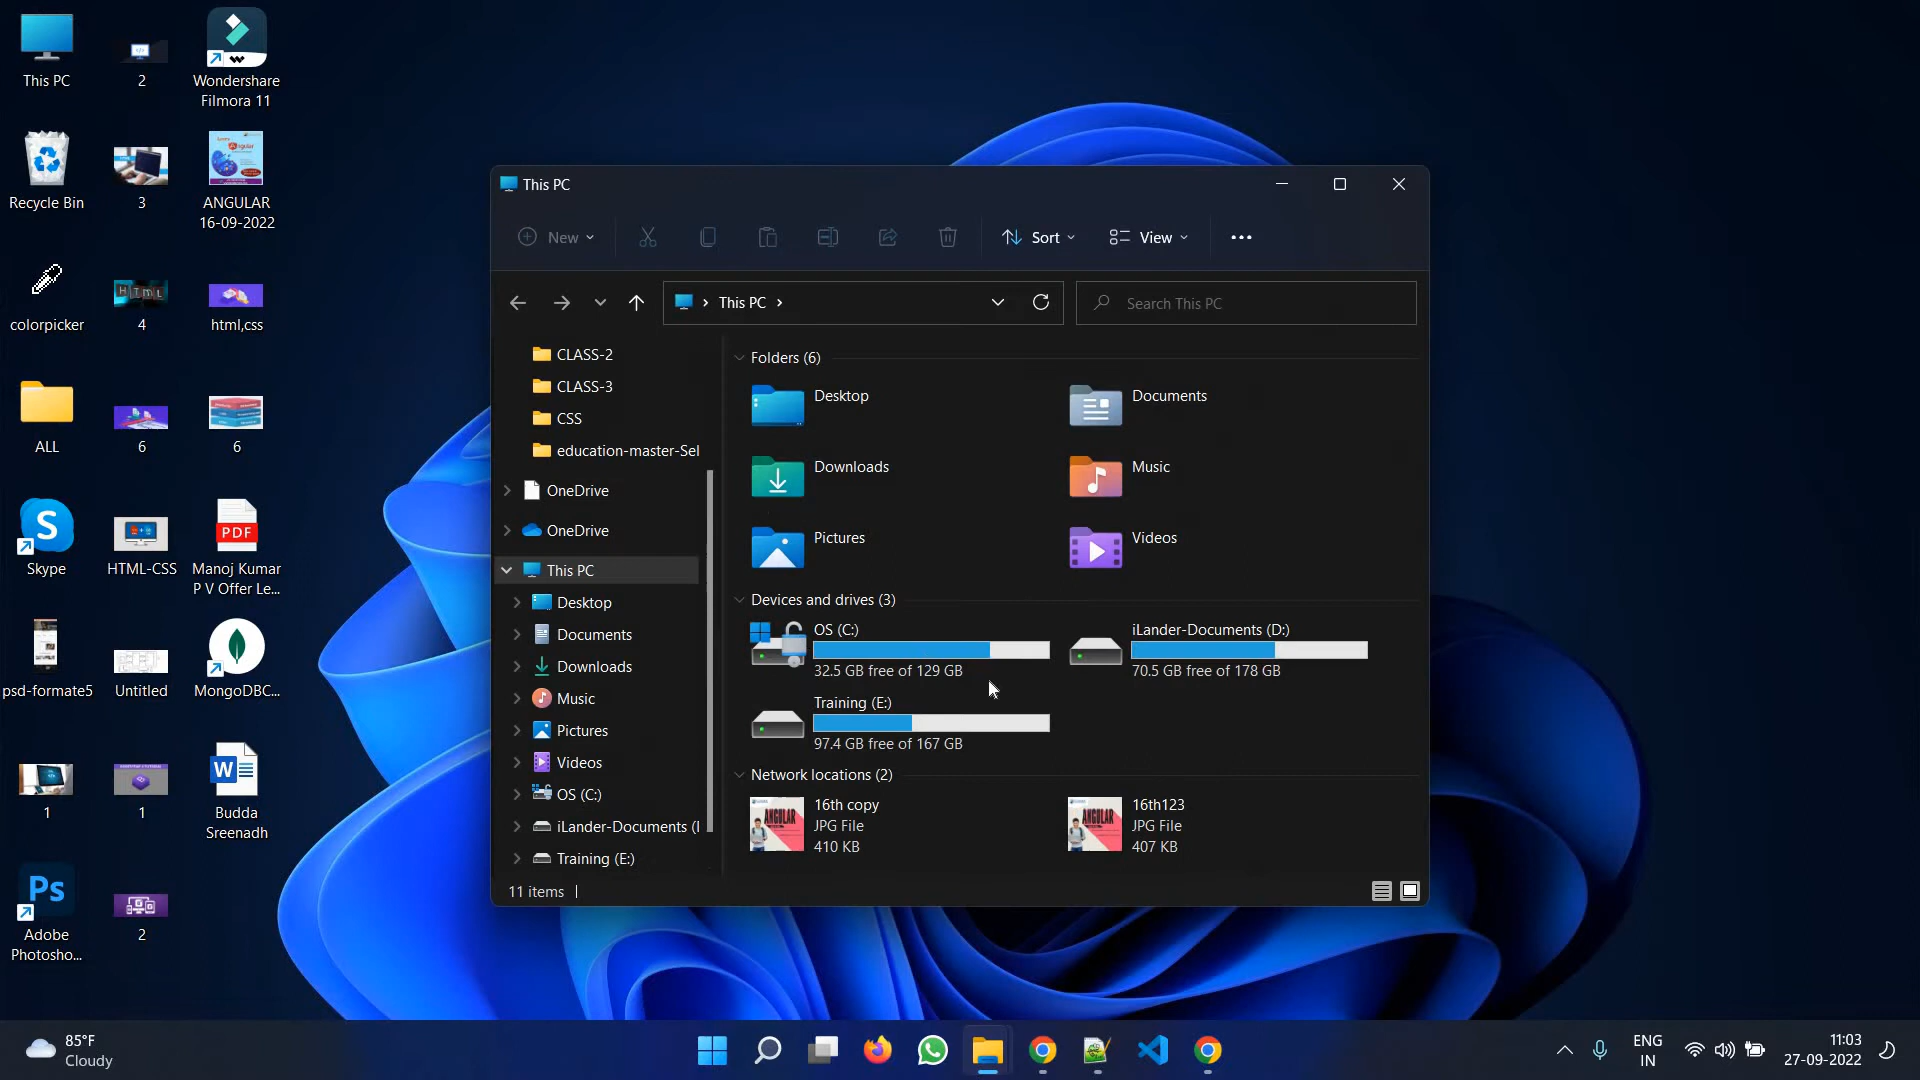 This PC
2
Wondershare
Filmora 11
Recycle Bin
3
ANGULAR
16-09-2022
colorpicker
HTML
4
html,css
ALL
6
6
S
Skype
HTML-CSS
PDF
Manoj Kumar
P V Offer Le...
psd-formate5
Untitled
MongoDBC...
1
1
W
Budda
Sreenadh
Ps
Adobe
Photosho...
2
This PC
New
Sort
View
This PC
Search This PC
CLASS-2
CLASS-3
CSS
education-master-Sel
OneDrive
OneDrive
This PC
Desktop
Documents
Downloads
Music
Pictures
Videos
OS (C:)
iLander-Documents (
Training (E:)
Folders (6)
Desktop
Documents
Downloads
Music
Pictures
Videos
Devices and drives (3)
OS (C:)
32.5 GB free of 129 GB
iLander-Documents (D:)
70.5 GB free of 178 GB
Training (E:)
97.4 GB free of 167 GB
Network locations (2)
ANGULAR
16th copy
JPG File
410 KB
ANGULAR
16th123
JPG File
407 KB
11 items
85°F
Cloudy
ENG
IN
11:03
27-09-2022